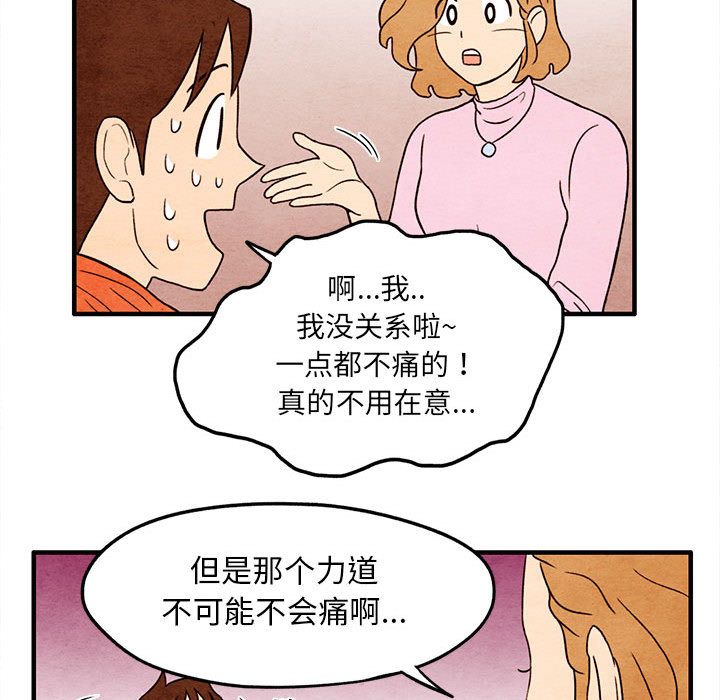 啊...我..
我没关系啦~
一点都不痛的！
真的不用在意...
但是那个力道
不可能不会痛啊...